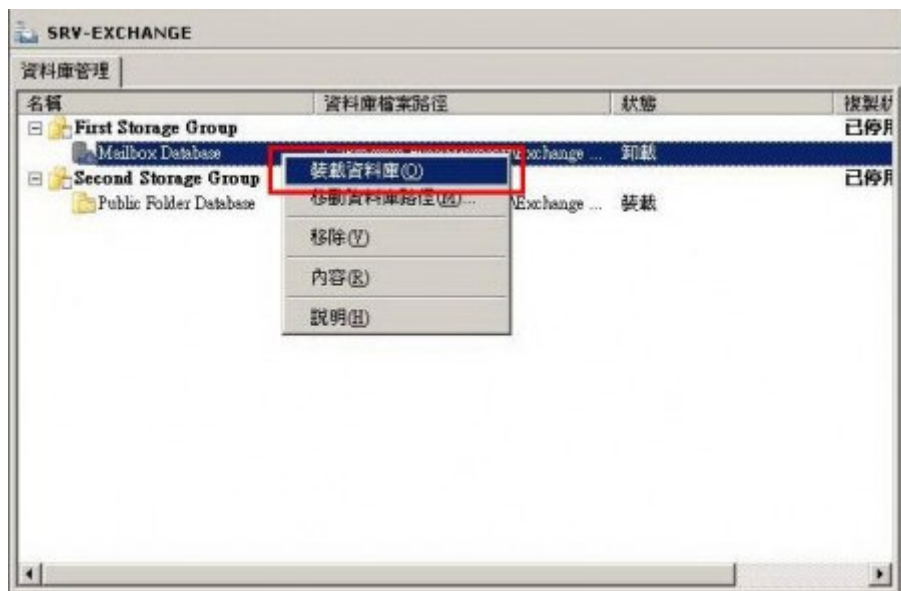 SRV-EXCHANGE
資料庫管理
名稱 資料庫檔案路徑 狀態 複製狀
First Storage Group 已停用
Mailbox Database xchange ... 卸載
裝載資料庫(O)
Second Storage Group 已停用
移動資料庫路徑(M)...
Public Folder Database \Exchange ... 裝載
移除(V)
內容(R)
說明(H)